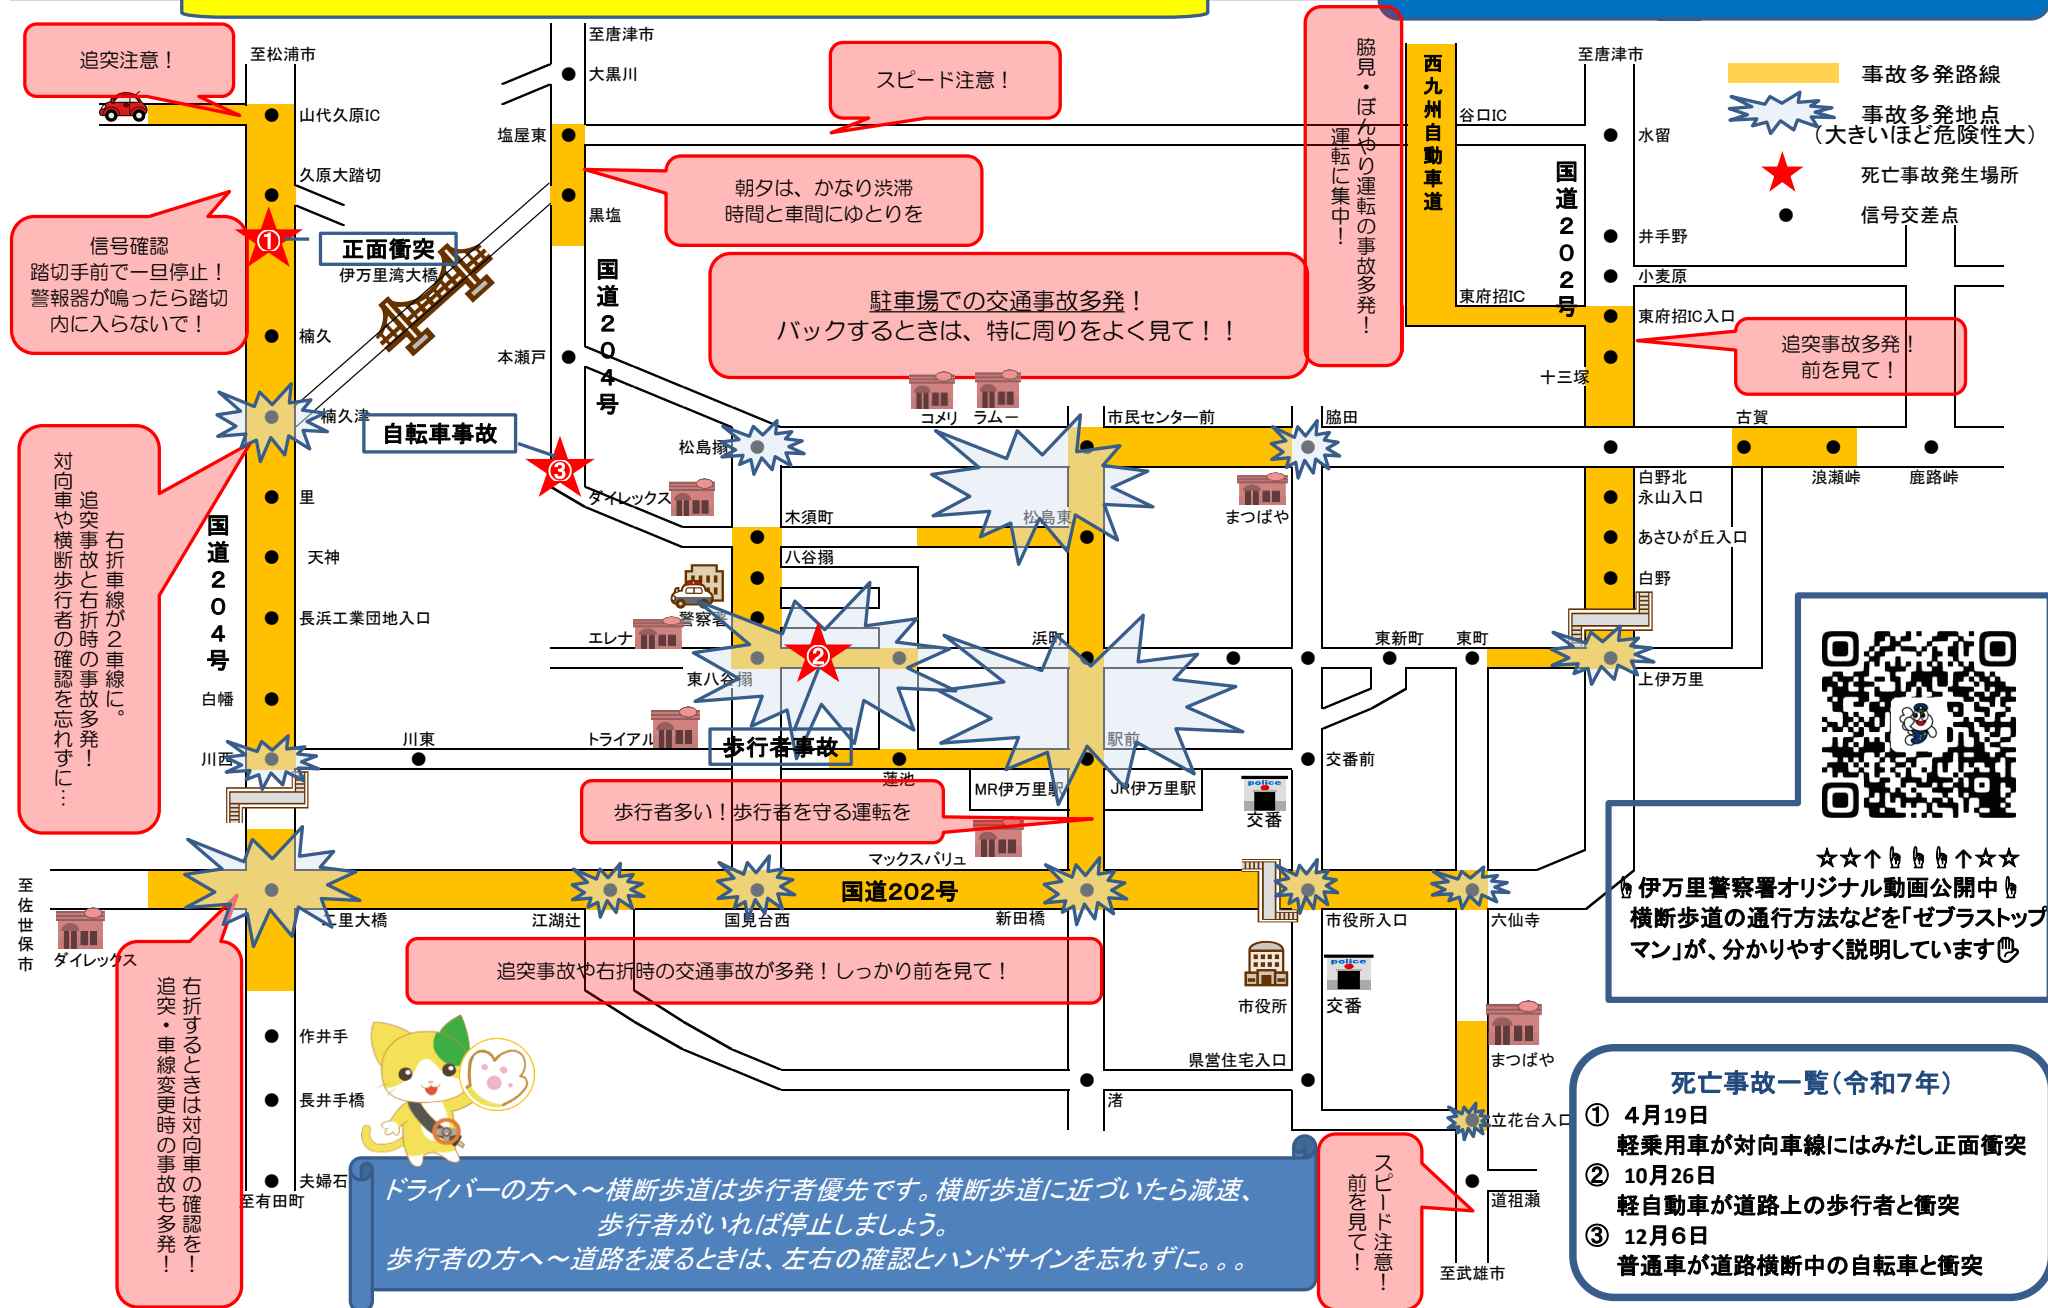 追突注意！
至松浦市
山代久原IC
久原大踏切
信号確認
踏切手前で一旦停止！
警報器が鳴ったら踏切
内に入らないで！
①
正面衝突
伊万里湾大橋
楠久
楠久津
里
天神
長浜工業団地入口
白幡
川西
国道204号
右折車線が２車線に。
追突事故と右折時の事故多発！
対向車や横断歩行者の確認を忘れずに…
至唐津市
大黒川
塩屋東
黒塩
国道204号
本瀬戸
スピード注意！
朝夕は、かなり渋滞
時間と車間にゆとりを
駐車場での交通事故多発！
バックするときは、特に周りをよく見て！！
脇見・ぼんやり運転の事故多発！
運転に集中！
西九州自動車道
谷口IC
東府招IC
国道202号
至唐津市
水留
井手野
小麦原
東府招IC入口
十三塚
追突事故多発！
前を見て！
事故多発路線
事故多発地点
（大きいほど危険性大）
死亡事故発生場所
信号交差点
自転車事故
③
松島搦
ダイレックス
コメリ
ラムー
市民センター前
脇田
古賀
白野北
浪瀬峠
鹿路峠
永山入口
あさひが丘入口
白野
上伊万里
木須町
松島東
まつばや
八谷搦
警察署
エレナ
東八谷搦
②
浜町
東新町
東町
川東
トライアル
歩行者事故
蓮池
駅前
MR伊万里駅
JR伊万里駅
交番前
police
交番
歩行者多い！歩行者を守る運転を
マックスバリュ
至佐世保市
ダイレックス
二里大橋
江湖辻
国見台西
国道202号
新田橋
市役所入口
六仙寺
追突事故や右折時の交通事故が多発！しっかり前を見て！
市役所
police
交番
右折するときは対向車の確認を！
追突・車線変更時の事故も多発！
作井手
長井手橋
夫婦石
至有田町
県営住宅入口
渚
まつばや
立花台入口
道祖瀬
至武雄市
スピード注意！
前を見て！
☆☆↑👆👆👆↑☆☆
👆伊万里警察署オリジナル動画公開中👆
横断歩道の通行方法などを「ゼブラストップ
マン」が、分かりやすく説明しています✋
ドライバーの方へ～横断歩道は歩行者優先です。横断歩道に近づいたら減速、
歩行者がいれば停止しましょう。
歩行者の方へ～道路を渡るときは、左右の確認とハンドサインを忘れずに。。。
死亡事故一覧（令和７年）
① ４月19日
軽乗用車が対向車線にはみだし正面衝突
② 10月26日
軽自動車が道路上の歩行者と衝突
③ 12月６日
普通車が道路横断中の自転車と衝突